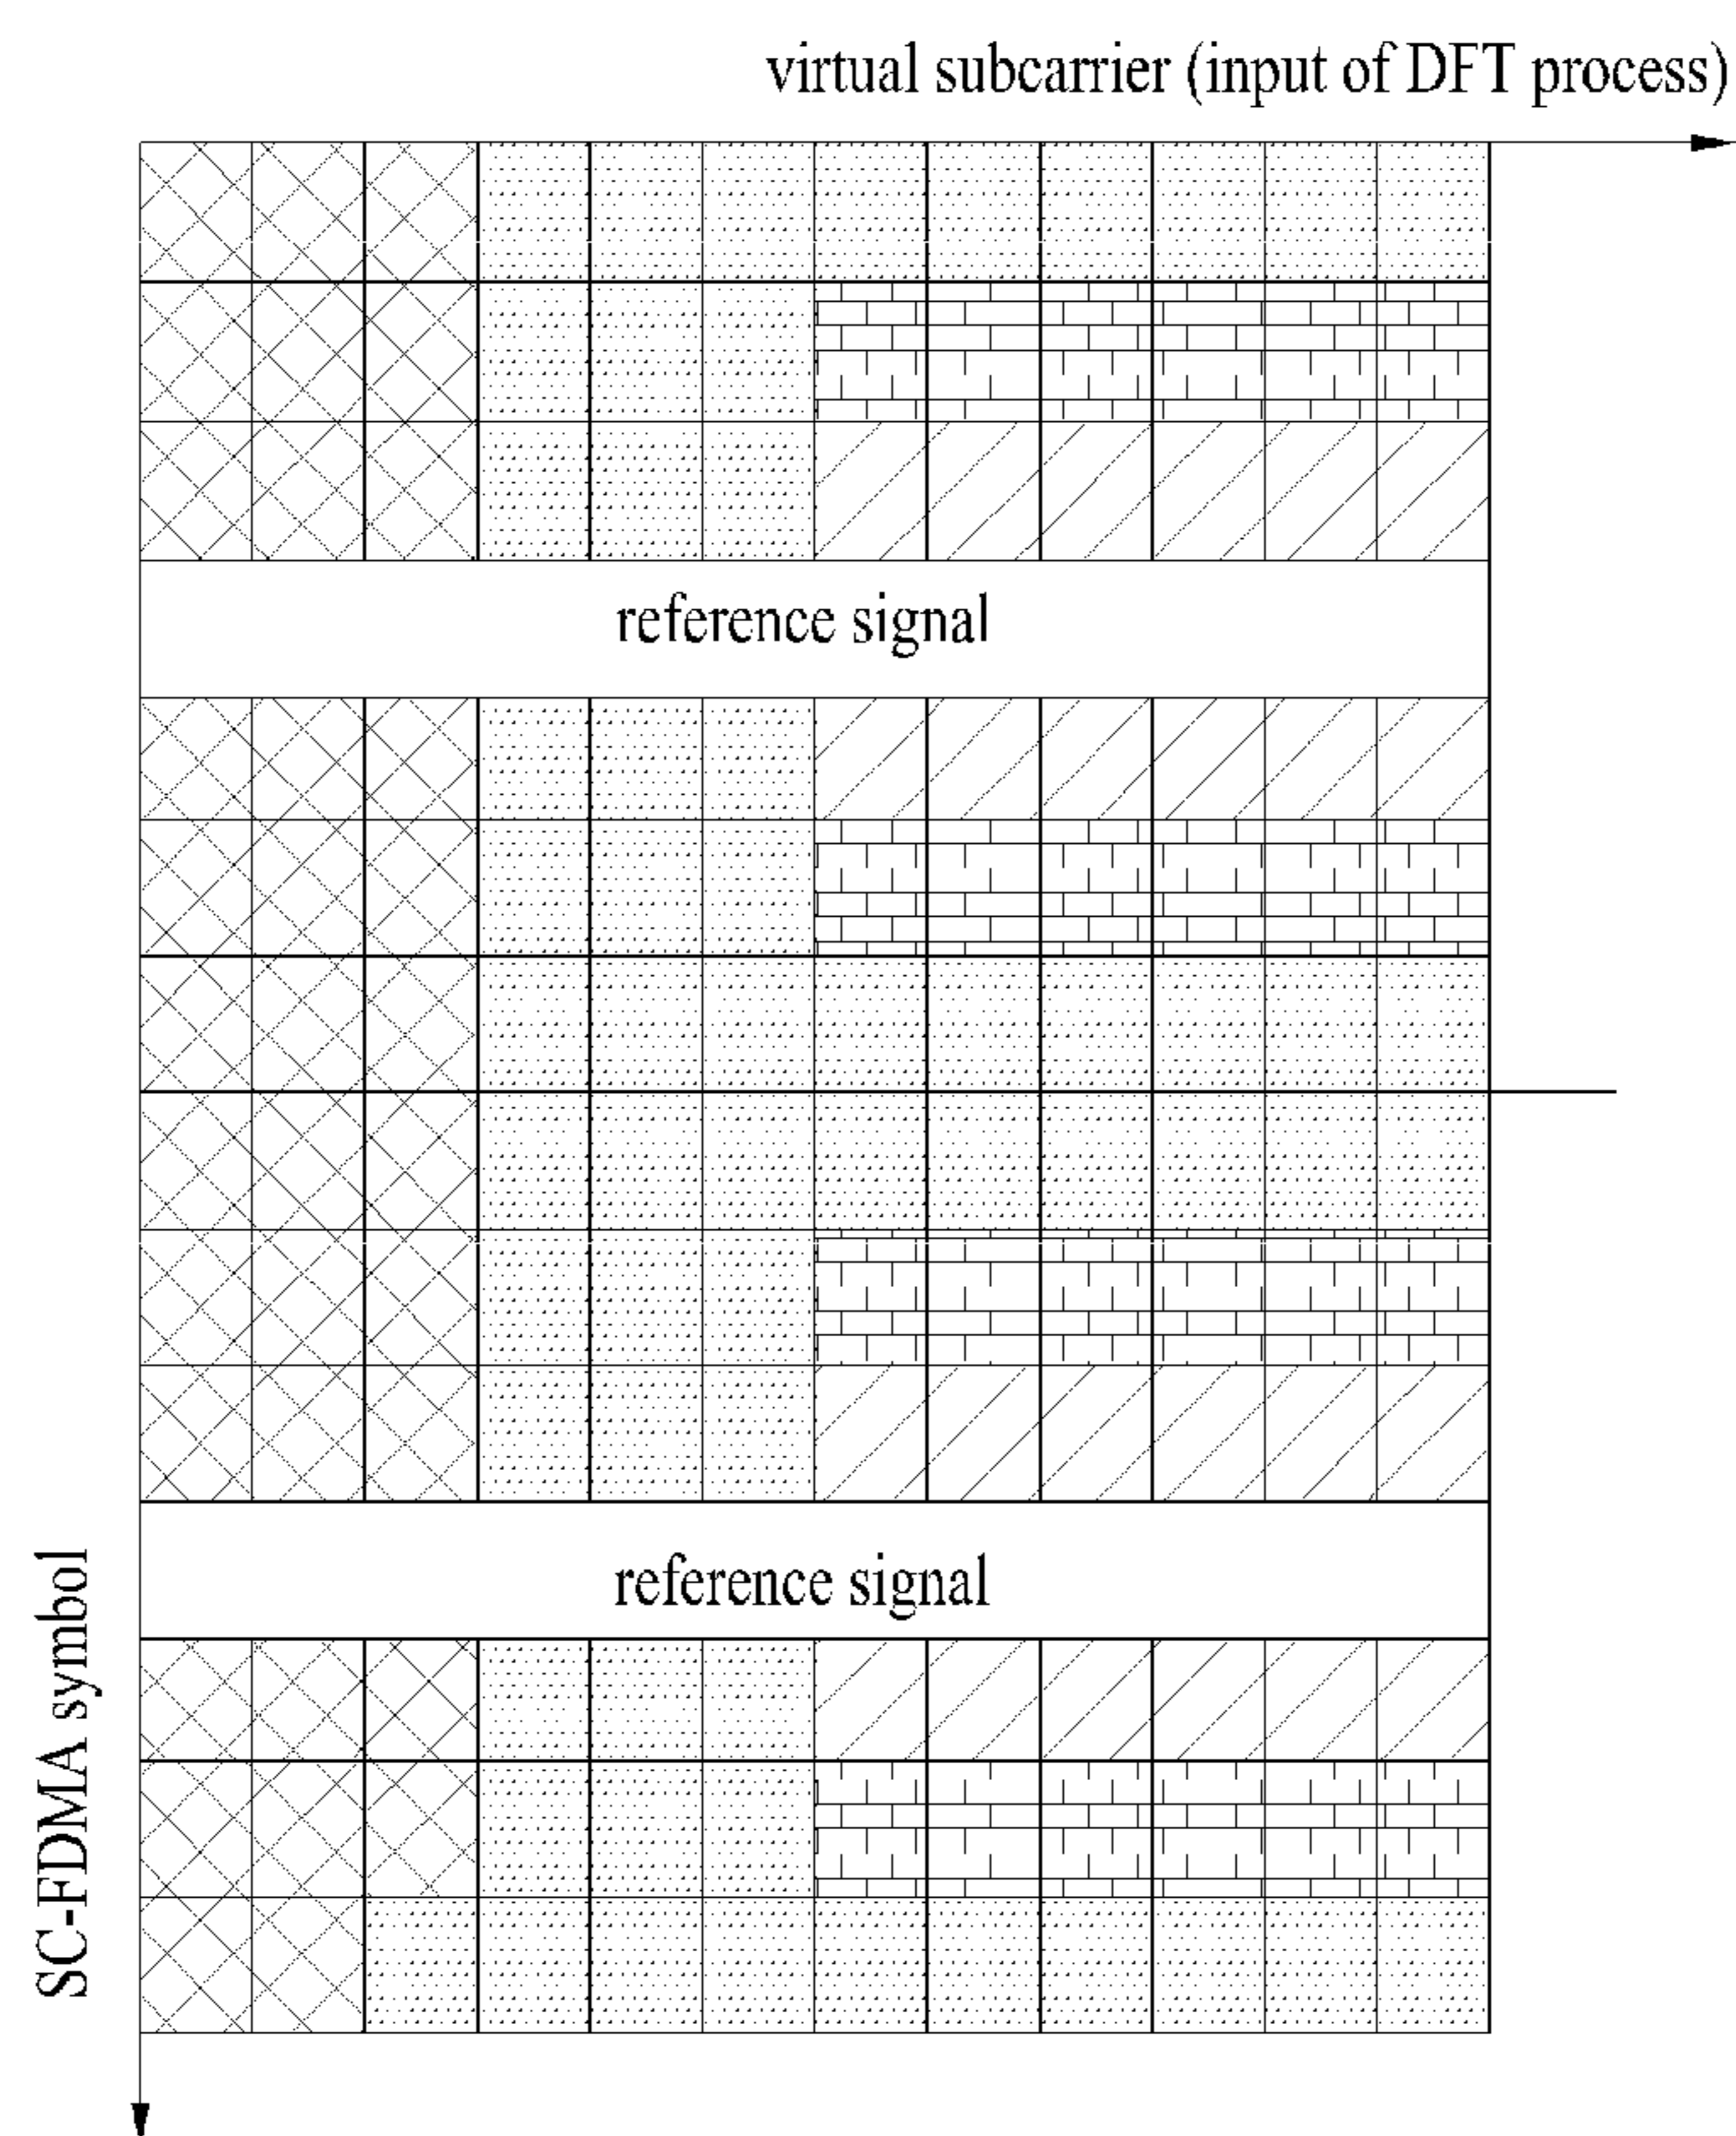 virtual subcarrier (input of DFT process)
reference signal
reference signal
SC-FDMA symbol